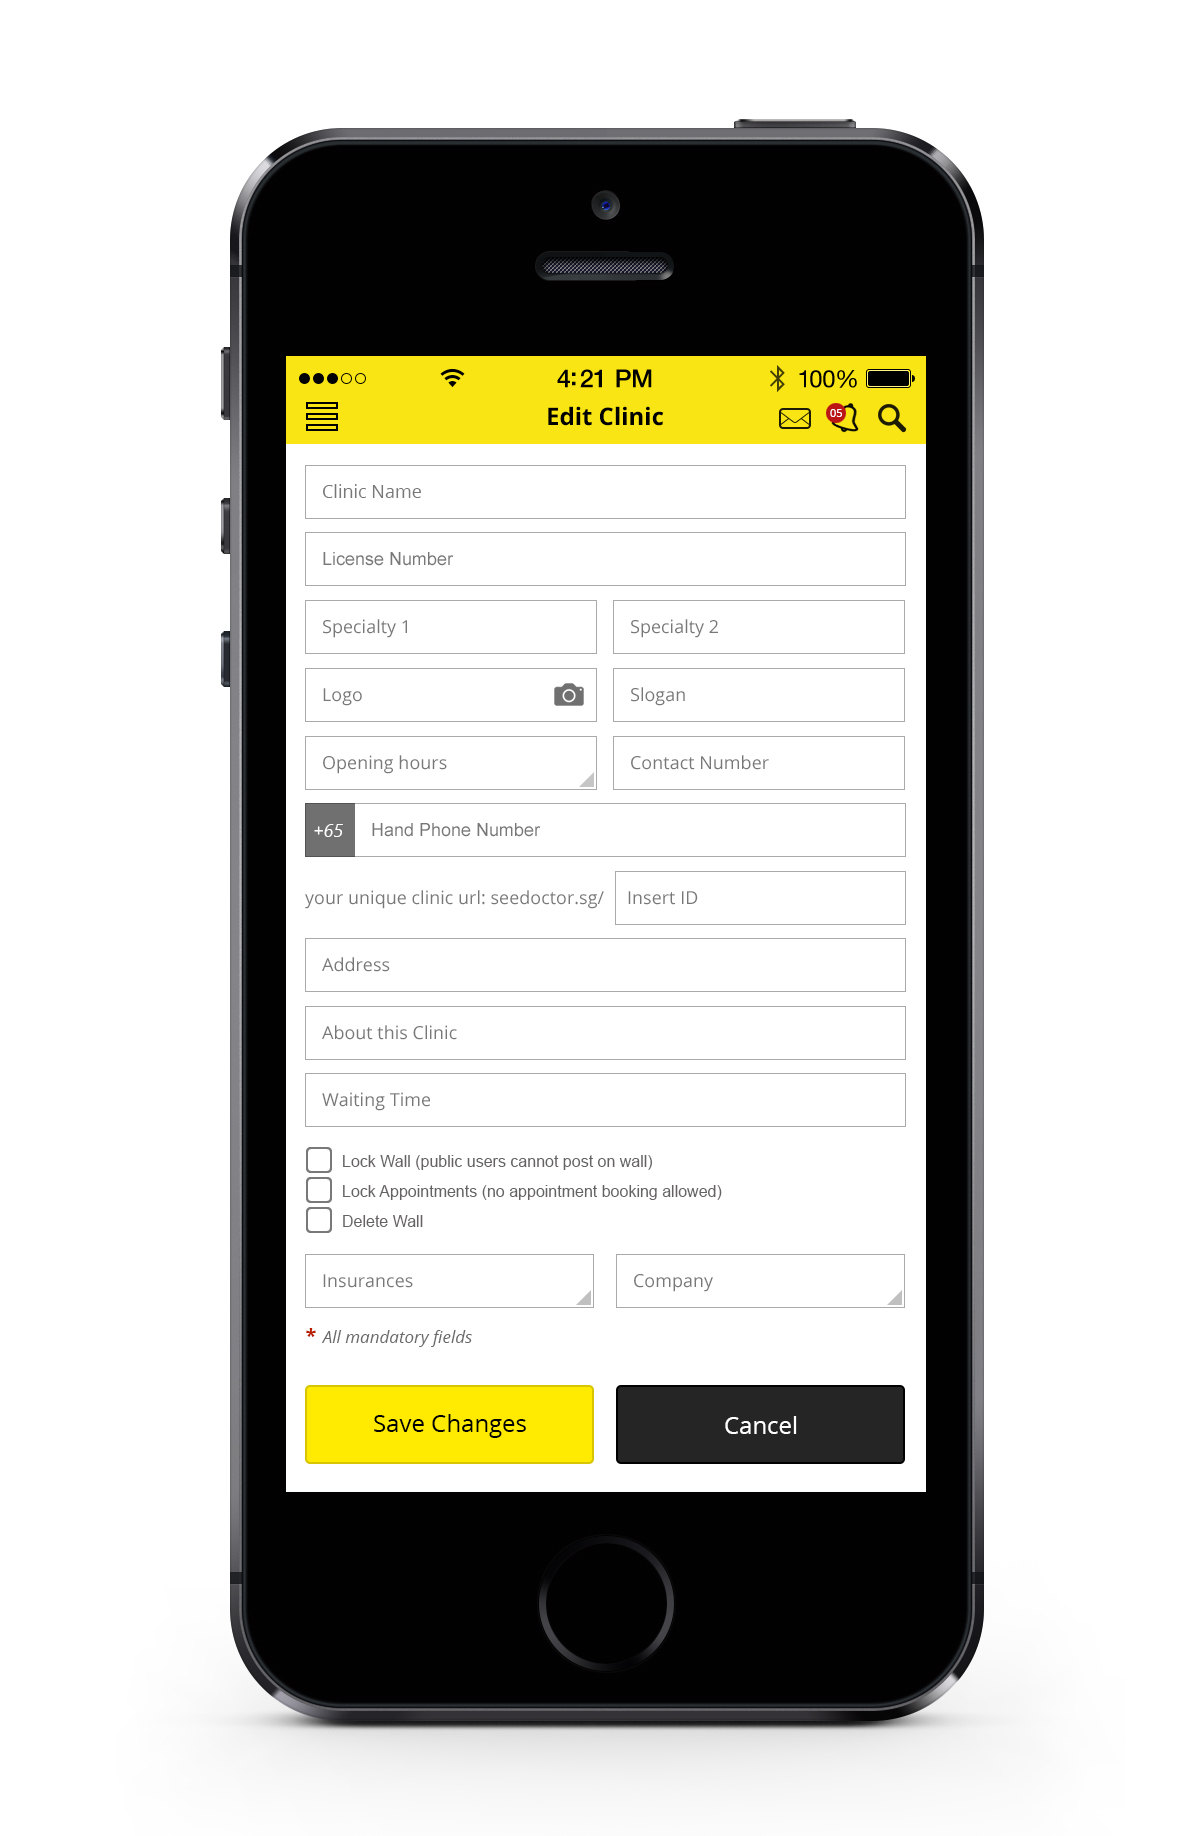 4:21 PM 100%
Edit Clinic 05
Clinic Name
License Number
Specialty 1 Specialty 2
Logo Slogan
Opening hours Contact Number
+65 Hand Phone Number
your unique clinic url: seedoctor.sg/ Insert ID
Address
About this Clinic
Waiting Time
Lock Wall (public users cannot post on wall)
Lock Appointments (no appointment booking allowed)
Delete Wall
Insurances Company
* All mandatory fields
Save Changes Cancel